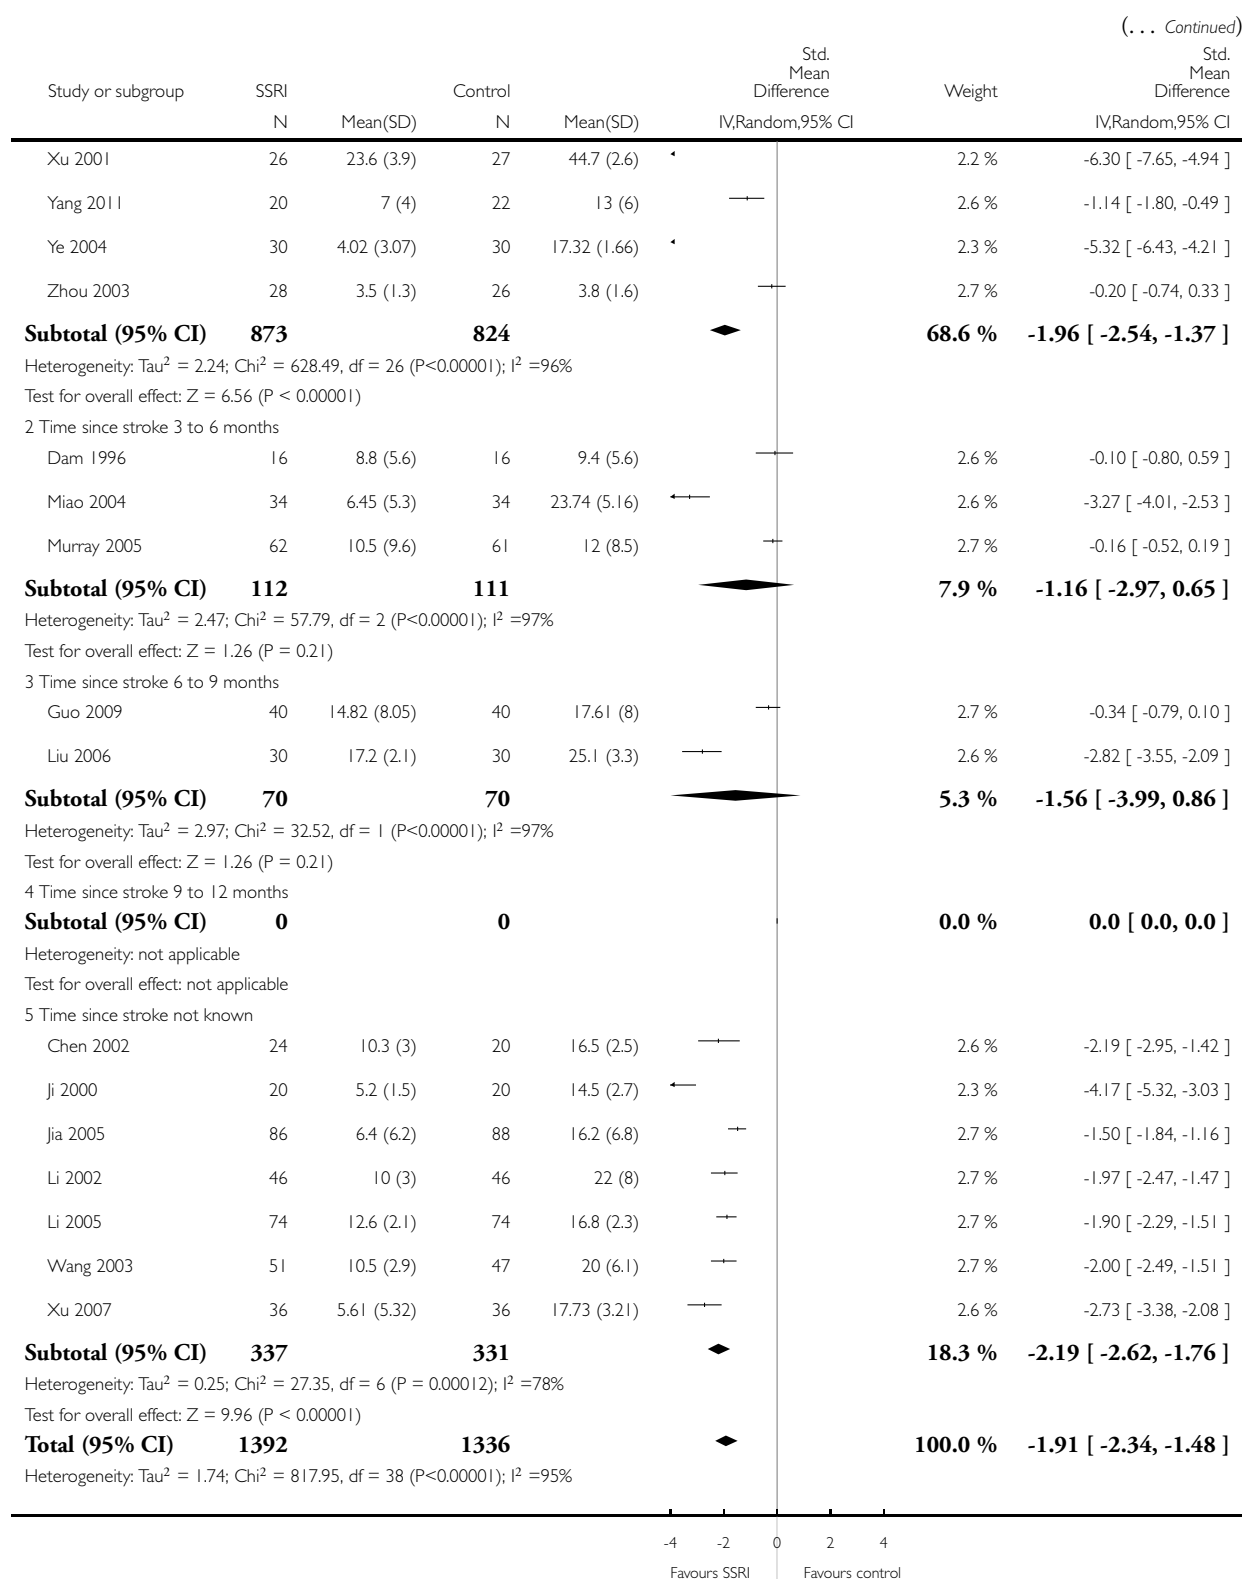 (... Continued)
Std. Mean Difference Std. Mean Difference
Study or subgroup SSRI Control Weight
N Mean(SD) N Mean(SD) IV,Random,95% CI IV,Random,95% CI
Xu 2001 26 23.6 (3.9) 27 44.7 (2.6) 2.2 % -6.30 [ -7.65, -4.94 ]
Yang 2011 20 7 (4) 22 13 (6) 2.6 % -1.14 [ -1.80, -0.49 ]
Ye 2004 30 4.02 (3.07) 30 17.32 (1.66) 2.3 % -5.32 [ -6.43, -4.21 ]
Zhou 2003 28 3.5 (1.3) 26 3.8 (1.6) 2.7 % -0.20 [ -0.74, 0.33 ]
Subtotal (95% CI) 873 824 68.6 % -1.96 [ -2.54, -1.37 ]
Heterogeneity: Tau² = 2.24; Chi² = 628.49, df = 26 (P<0.00001); I² =96%
Test for overall effect: Z = 6.56 (P < 0.00001)
2 Time since stroke 3 to 6 months
Dam 1996 16 8.8 (5.6) 16 9.4 (5.6) 2.6 % -0.10 [ -0.80, 0.59 ]
Miao 2004 34 6.45 (5.3) 34 23.74 (5.16) 2.6 % -3.27 [ -4.01, -2.53 ]
Murray 2005 62 10.5 (9.6) 61 12 (8.5) 2.7 % -0.16 [ -0.52, 0.19 ]
Subtotal (95% CI) 112 111 7.9 % -1.16 [ -2.97, 0.65 ]
Heterogeneity: Tau² = 2.47; Chi² = 57.79, df = 2 (P<0.00001); I² =97%
Test for overall effect: Z = 1.26 (P = 0.21)
3 Time since stroke 6 to 9 months
Guo 2009 40 14.82 (8.05) 40 17.61 (8) 2.7 % -0.34 [ -0.79, 0.10 ]
Liu 2006 30 17.2 (2.1) 30 25.1 (3.3) 2.6 % -2.82 [ -3.55, -2.09 ]
Subtotal (95% CI) 70 70 5.3 % -1.56 [ -3.99, 0.86 ]
Heterogeneity: Tau² = 2.97; Chi² = 32.52, df = 1 (P<0.00001); I² =97%
Test for overall effect: Z = 1.26 (P = 0.21)
4 Time since stroke 9 to 12 months
Subtotal (95% CI) 0 0 0.0 % 0.0 [ 0.0, 0.0 ]
Heterogeneity: not applicable
Test for overall effect: not applicable
5 Time since stroke not known
Chen 2002 24 10.3 (3) 20 16.5 (2.5) 2.6 % -2.19 [ -2.95, -1.42 ]
Ji 2000 20 5.2 (1.5) 20 14.5 (2.7) 2.3 % -4.17 [ -5.32, -3.03 ]
Jia 2005 86 6.4 (6.2) 88 16.2 (6.8) 2.7 % -1.50 [ -1.84, -1.16 ]
Li 2002 46 10 (3) 46 22 (8) 2.7 % -1.97 [ -2.47, -1.47 ]
Li 2005 74 12.6 (2.1) 74 16.8 (2.3) 2.7 % -1.90 [ -2.29, -1.51 ]
Wang 2003 51 10.5 (2.9) 47 20 (6.1) 2.7 % -2.00 [ -2.49, -1.51 ]
Xu 2007 36 5.61 (5.32) 36 17.73 (3.21) 2.6 % -2.73 [ -3.38, -2.08 ]
Subtotal (95% CI) 337 331 18.3 % -2.19 [ -2.62, -1.76 ]
Heterogeneity: Tau² = 0.25; Chi² = 27.35, df = 6 (P = 0.00012); I² =78%
Test for overall effect: Z = 9.96 (P < 0.00001)
Total (95% CI) 1392 1336 100.0 % -1.91 [ -2.34, -1.48 ]
Heterogeneity: Tau² = 1.74; Chi² = 817.95, df = 38 (P<0.00001); I² =95%
-4 -2 0 2 4
Favours SSRI Favours control